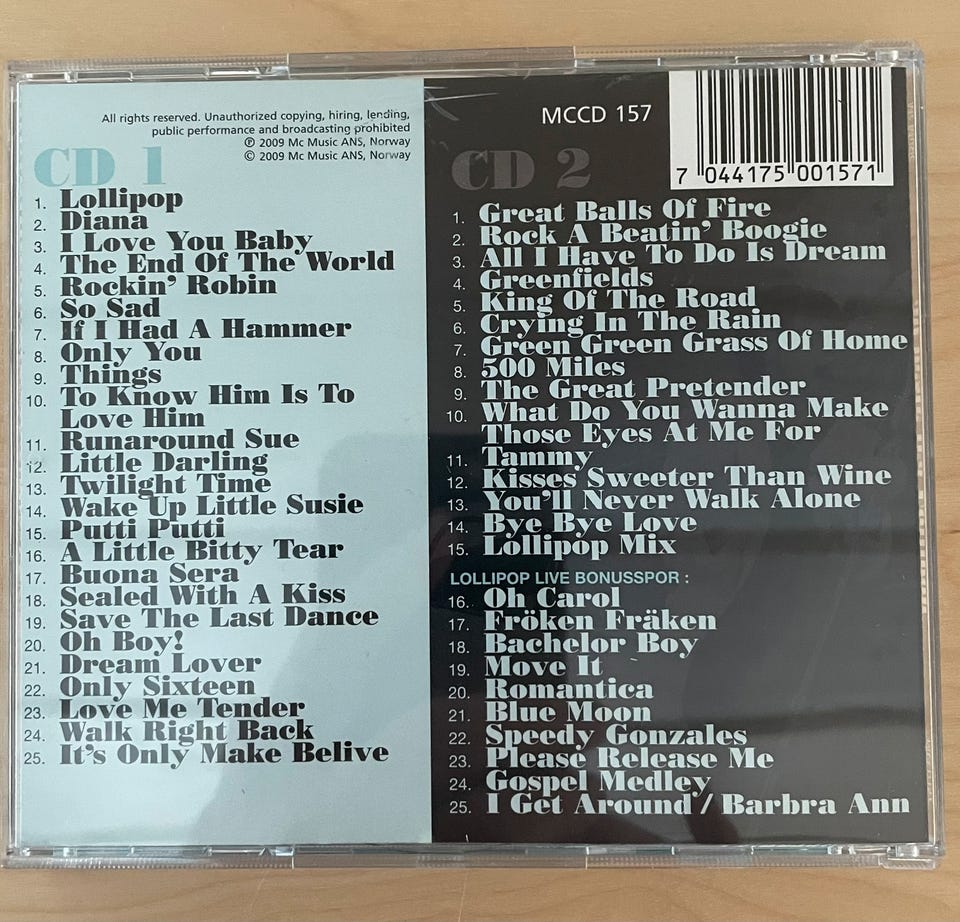 All rights reserved. Unauthorized copying, hiring, lending,
public performance and broadcasting prohibited
℗ 2009 Mc Music ANS, Norway
© 2009 Mc Music ANS, Norway
CD 1
1. Lollipop
2. Diana
3. I Love You Baby
4. The End Of The World
5. Rockin' Robin
6. So Sad
7. If I Had A Hammer
8. Only You
9. Things
10. To Know Him Is To
Love Him
11. Runaround Sue
12. Little Darling
13. Twilight Time
14. Wake Up Little Susie
15. Putti Putti
16. A Little Bitty Tear
17. Buona Sera
18. Sealed With A Kiss
19. Save The Last Dance
20. Oh Boy!
21. Dream Lover
22. Only Sixteen
23. Love Me Tender
24. Walk Right Back
25. It's Only Make Belive
MCCD 157
7 044175 001571
CD 2
1. Great Balls Of Fire
2. Rock A Beatin' Boogie
3. All I Have To Do Is Dream
4. Greenfields
5. King Of The Road
6. Crying In The Rain
7. Green Green Grass Of Home
8. 500 Miles
9. The Great Pretender
10. What Do You Wanna Make
Those Eyes At Me For
11. Tammy
12. Kisses Sweeter Than Wine
13. You'll Never Walk Alone
14. Bye Bye Love
15. Lollipop Mix
LOLLIPOP LIVE BONUSSPOR :
16. Oh Carol
17. Fröken Fräken
18. Bachelor Boy
19. Move It
20. Romantica
21. Blue Moon
22. Speedy Gonzales
23. Please Release Me
24. Gospel Medley
25. I Get Around / Barbra Ann